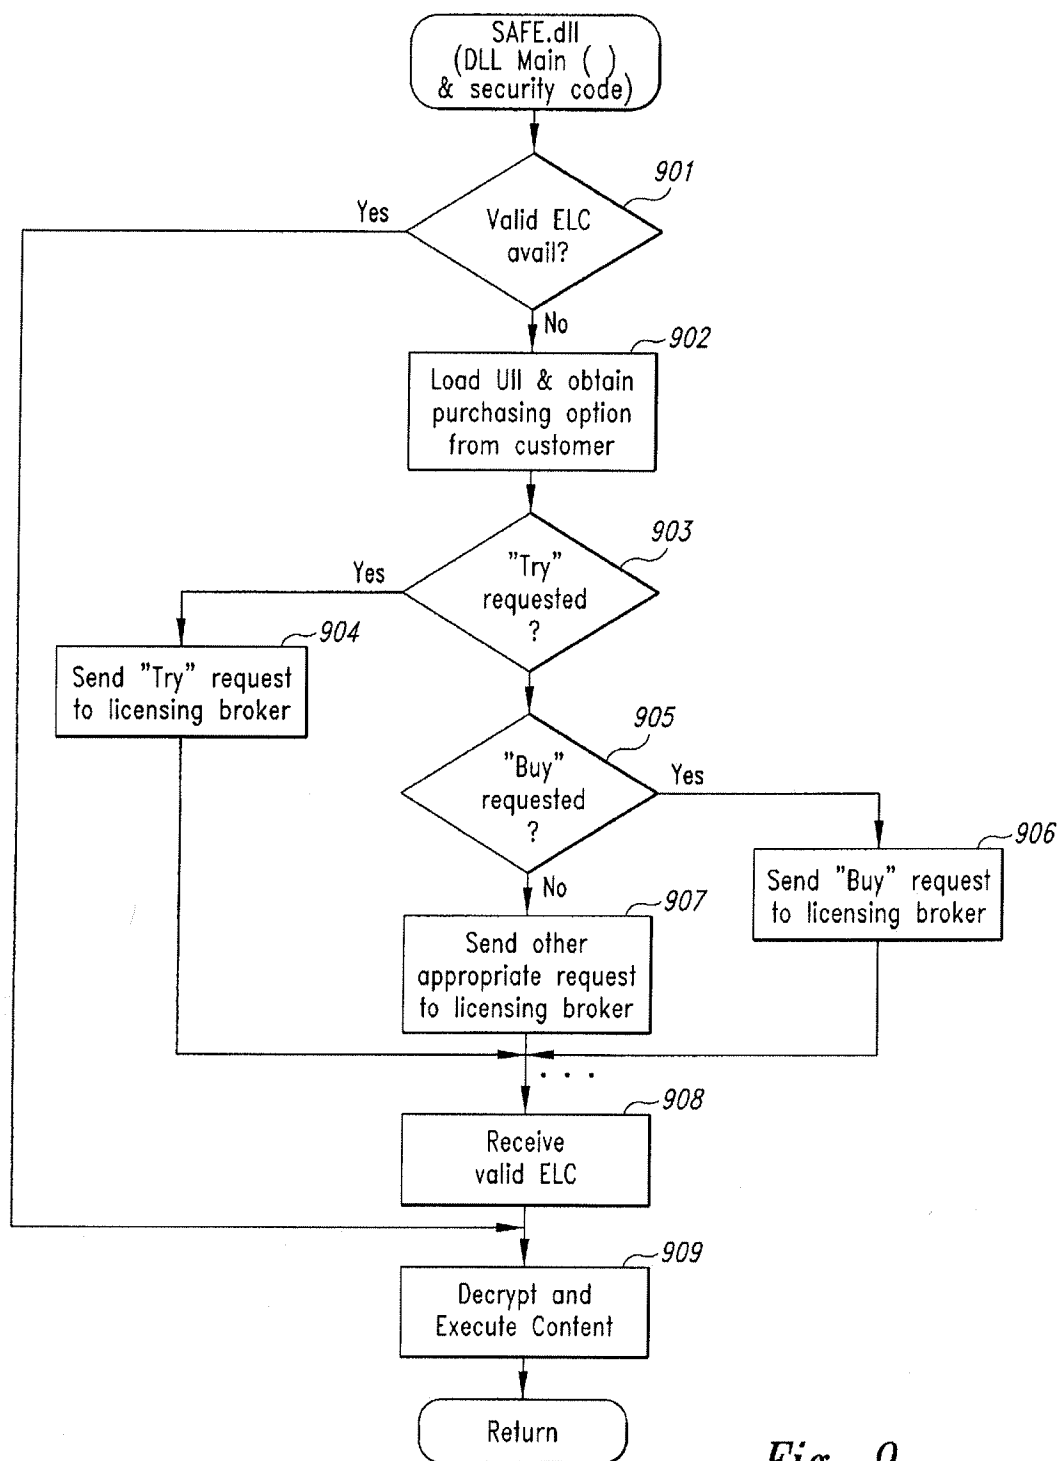 SAFE.dll
(DLL Main ( )
& security code)
901
Yes
Valid ELC
avail?
No
902
Load UII & obtain
purchasing option
from customer
903
Yes
"Try"
requested
?
904
Send "Try" request
to licensing broker
905
"Buy"
requested
?
Yes
906
Send "Buy" request
to licensing broker
No
907
Send other
appropriate request
to licensing broker
. . .
908
Receive
valid ELC
909
Decrypt and
Execute Content
Return
Fig. 9